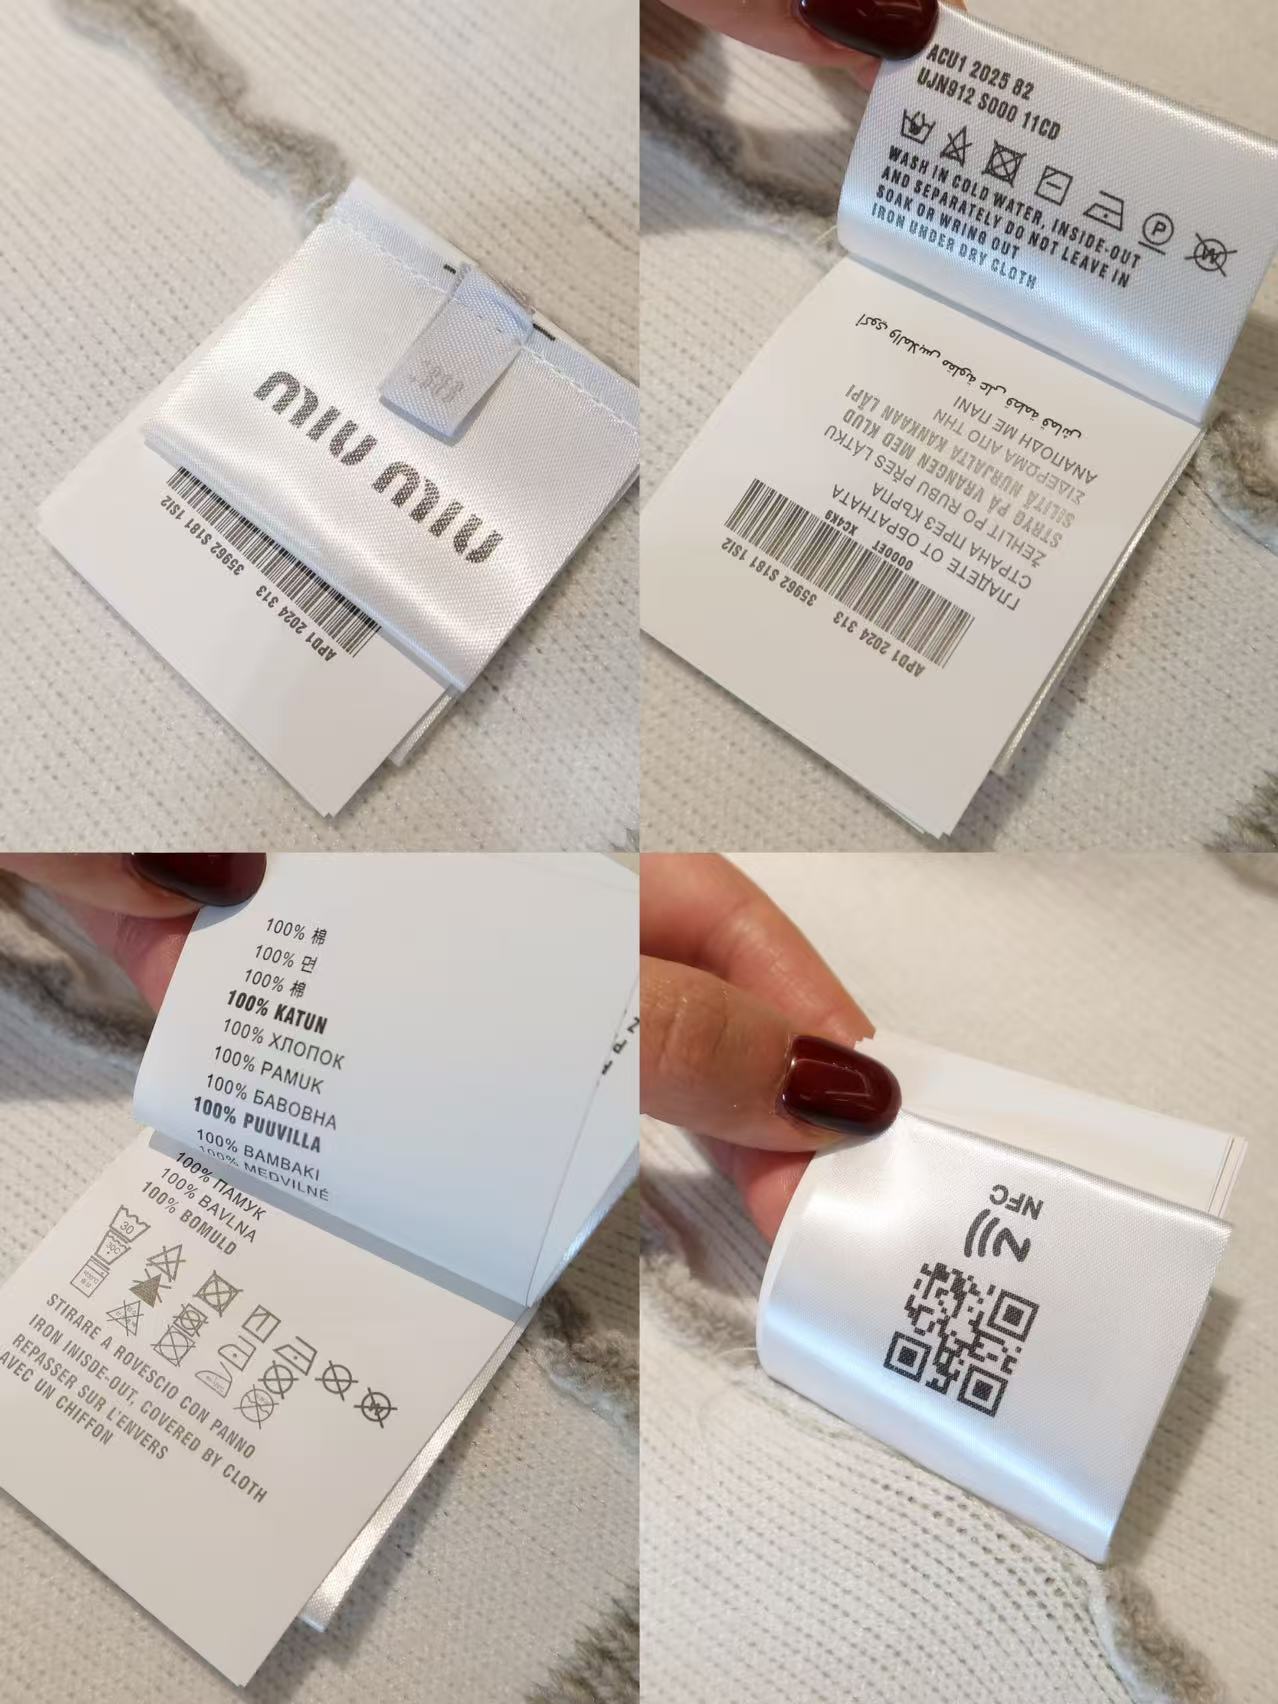 miu miu
APD1 2024 313 35962 S181 1SI2
ACU1 2025 82
UJN912 S000 11CD
P
W
WASH IN COLD WATER, INSIDE-OUT
AND SEPARATELY DO NOT LEAVE IN
SOAK OR WRING OUT
IRON UNDER DRY CLOTH
APD1 2024 313 35962 S181 1SI2
0000ET XC4K9
ГЛАДЕТЕ ОТ ОБРАТНАТА
СТРАНА ПРЕЗ КЪРПА
ŽEHLIT PO RUBU PŘES LÁTKU
STRYG PÅ VRANGEN MED KLUD
SILITÄ NURJALTA KANKAAN LÄPI
ΣΙΔΕΡΩΜΑ ΑΠΟ ΤΗΝ
ΑΝΑΠΟΔΗ ΜΕ ΠΑΝΙ
100% 棉
100% 면
100% 棉
100% KATUN
100% ХЛОПОК
100% PAMUK
100% БАВОВНА
100% PUUVILLA
100% BAMBAKI
100% MEDVILNĖ
100% ПАМУК
100% BAVLNA
100% BOMULD
30
STIRARE A ROVESCIO CON PANNO
IRON INISDE-OUT, COVERED BY CLOTH
REPASSER SUR L'ENVERS
AVEC UN CHIFFON
NFC